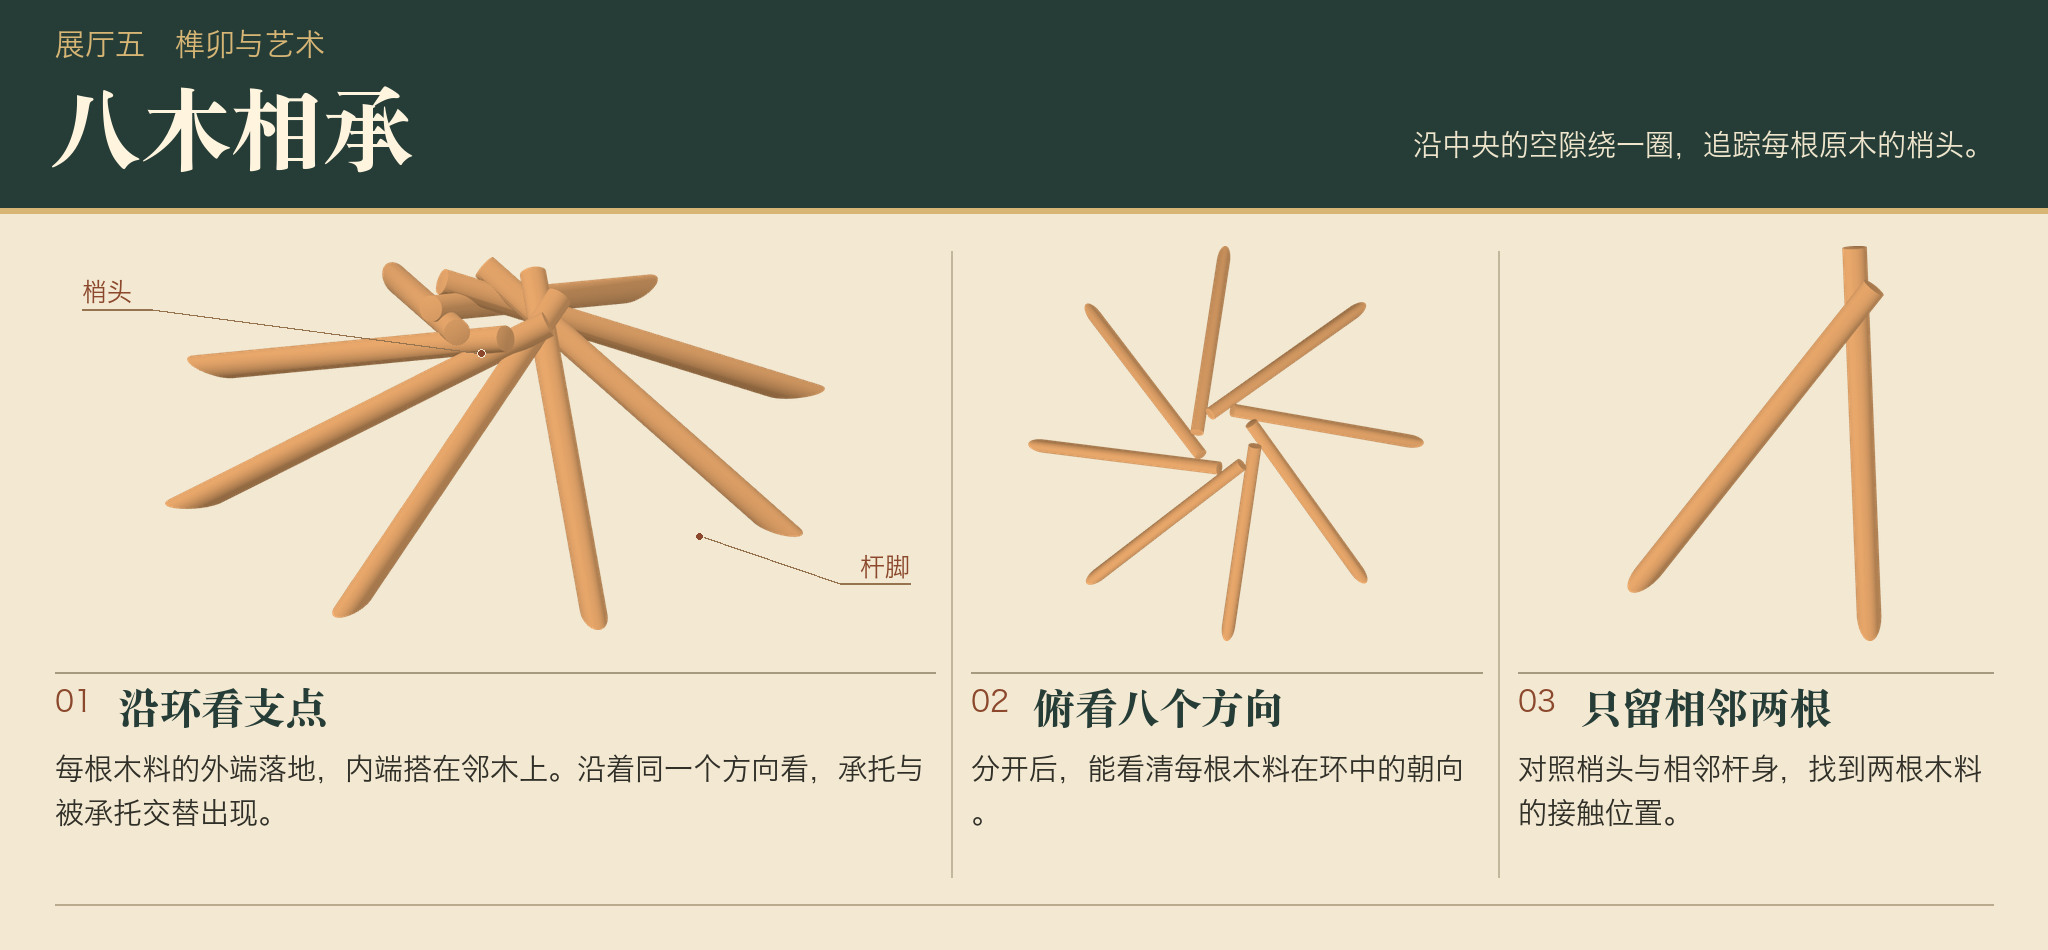 展厅五　榫卯与艺术
八木相承
沿中央的空隙绕一圈，追踪每根原木的梢头。
梢头
杆脚
01 沿环看支点
每根木料的外端落地，内端搭在邻木上。沿着同一个方向看，承托与
被承托交替出现。
02 俯看八个方向
分开后，能看清每根木料在环中的朝向
。
03 只留相邻两根
对照梢头与相邻杆身，找到两根木料
的接触位置。